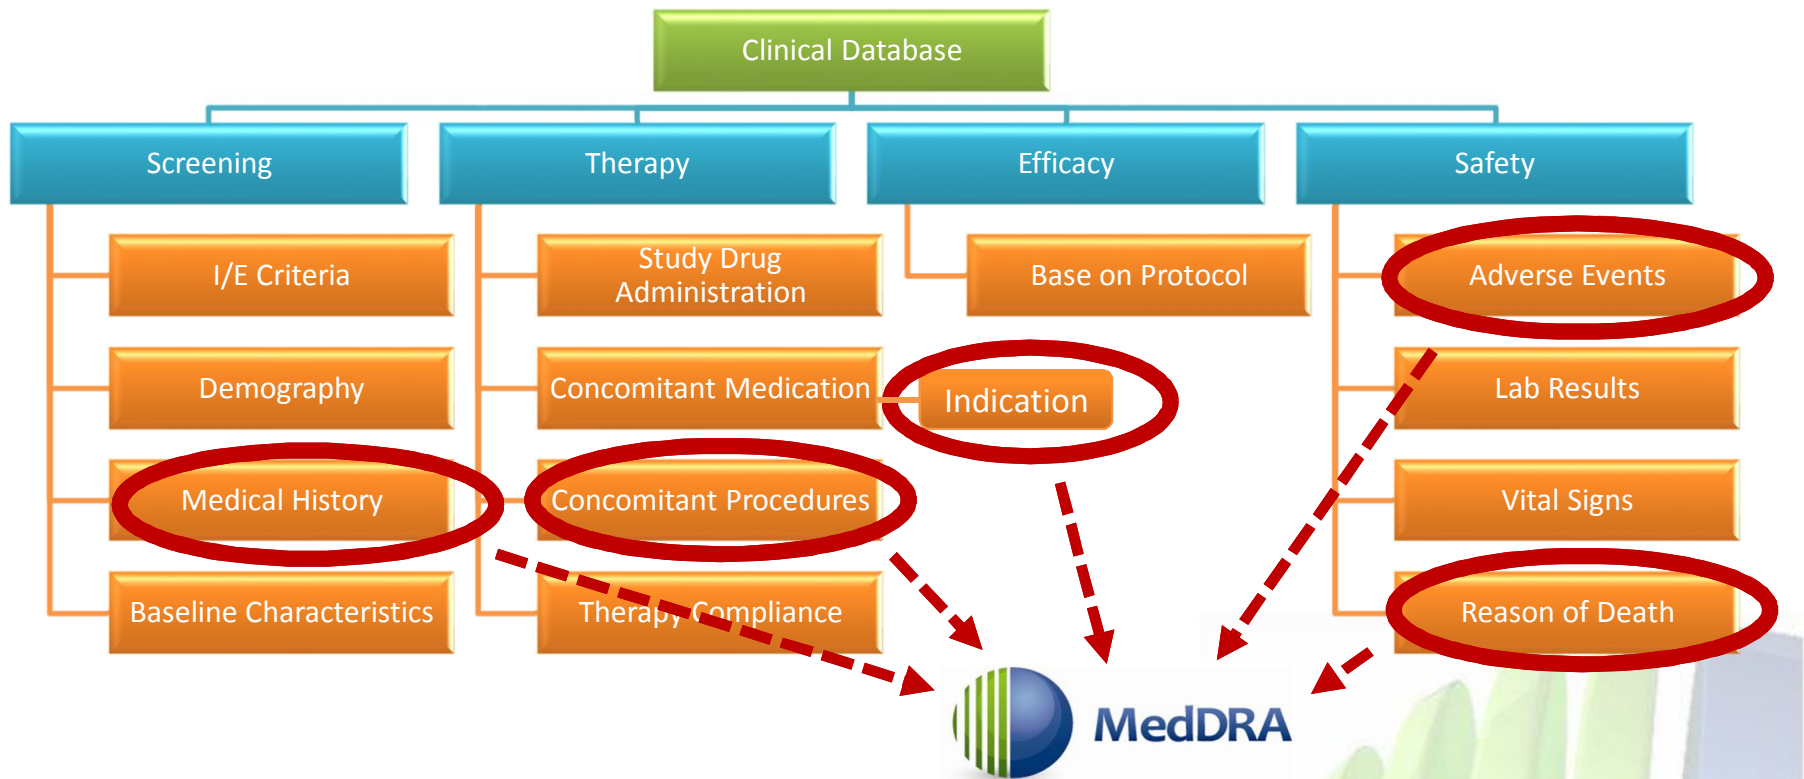 Clinical Database
Screening
Therapy
Efficacy
Safety
I/E Criteria
Study Drug
Administration
Base on Protocol
Adverse Events
Demography
Concomitant Medication
Indication
Lab Results
Medical History
Concomitant Procedures
Vital Signs
Baseline Characteristics
Therapy Compliance
Reason of Death
MedDRA